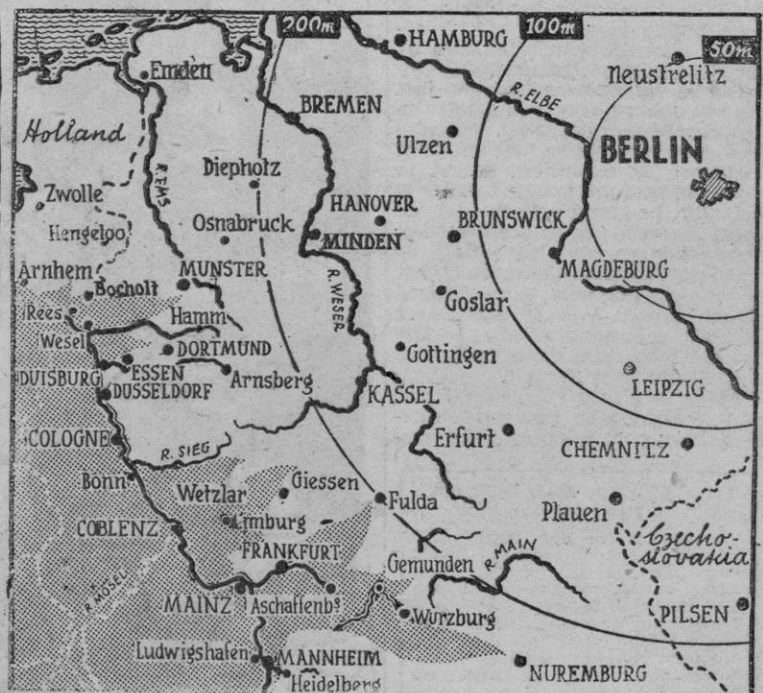 200m
100m
50m
HAMBURG
Neustrelitz
Emden
R. ELBE
BREMEN
Holland
Ulzen
BERLIN
Diepholz
R. EMS
Zwolle
HANOVER
Hengeloo
Osnabruck
BRUNSWICK
MINDEN
Arnhem
MUNSTER
MAGDEBURG
R. WESER
Bocholt
Goslar
Rees
Hamm
Wesel
DORTMUND
Gottingen
ESSEN
DUISBURG
Arnsberg
LEIPZIG
DUSSELDORF
KASSEL
COLOGNE
Erfurt
CHEMNITZ
R. SIEG
Bonn
Wetzlar
Giessen
Fulda
Plauen
Limburg
COBLENZ
Czecho-
slovakia
FRANKFURT
Gemunden
R. MAIN
R. MOSEL
MAINZ
Aschaffenbg
PILSEN
Wurzburg
Ludwigshafen
MANNHEIM
NUREMBURG
Heidelberg